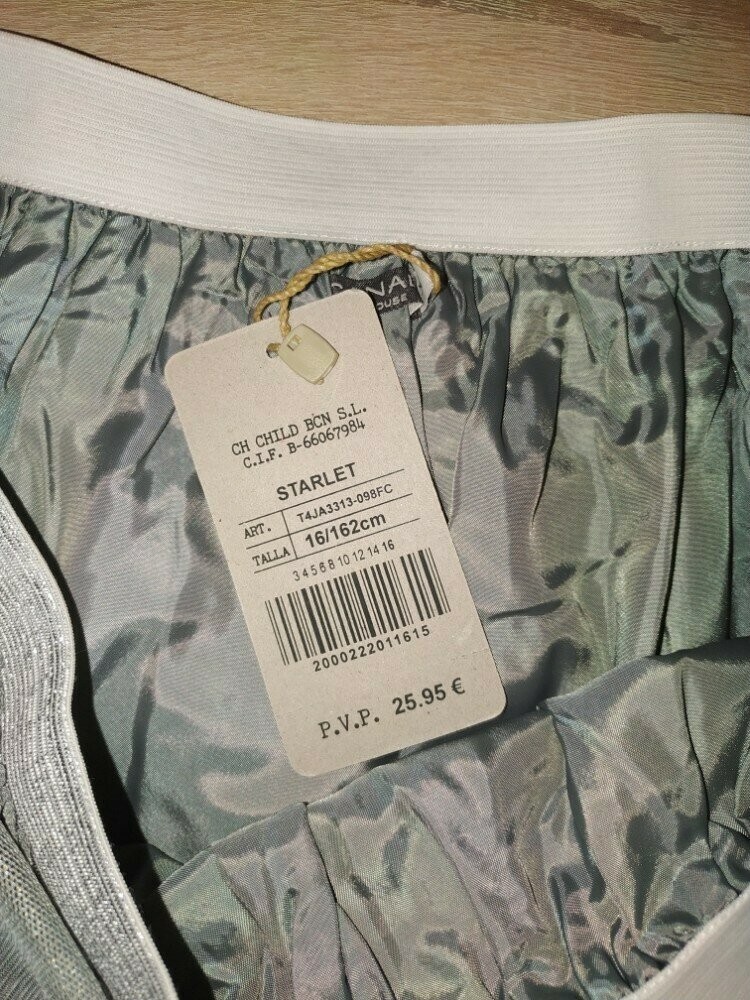 CH CHILD BCN S.L.
C.I.F. B-66067984
STARLET
ART. T4JA3313-098FC
TALLA 16/162cm
3 4 5 6 8 10 12 14 16
2000222011615
P.V.P. 25.95 €